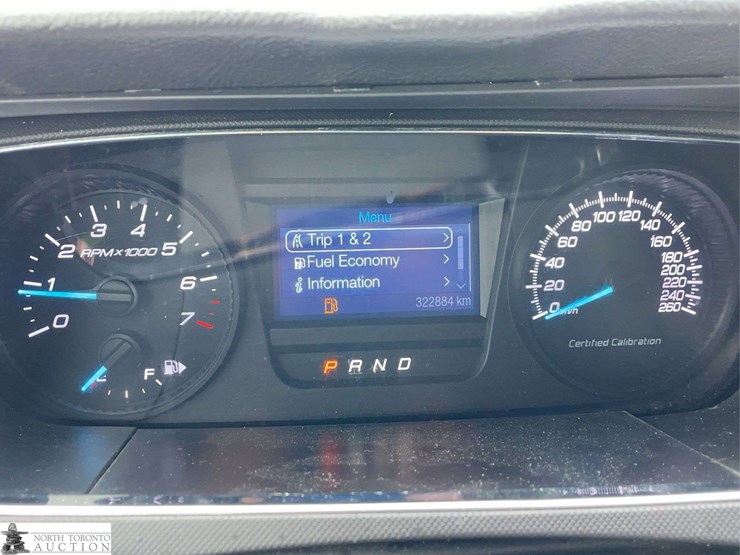 Menu
Trip 1 & 2
Fuel Economy
Information
322884 km
P R N D
0 1 2 3 4 5 6 7
RPM x1000
F
0 20 40 60 80 100 120 140 160 180 200 220 240 260
Certified Calibration
NORTH TORONTO
AUCTION